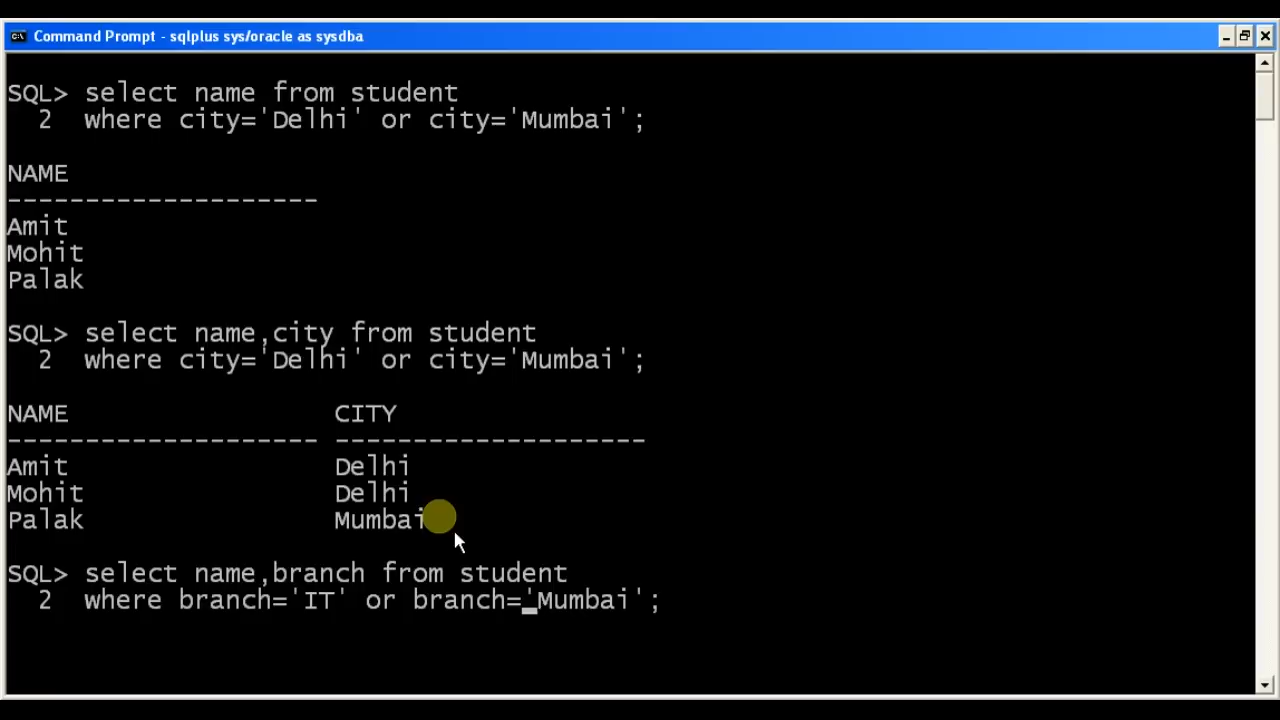 Command Prompt - sqlplus sys/oracle as sysdba
SQL> select name from student
2 where city='Delhi' or city='Mumbai';
NAME
--------------------
Amit
Mohit
Palak
SQL> select name,city from student
2 where city='Delhi' or city='Mumbai';
NAME CITY
-------------------- --------------------
Amit Delhi
Mohit Delhi
Palak Mumbai
SQL> select name,branch from student
2 where branch='IT' or branch='Mumbai';